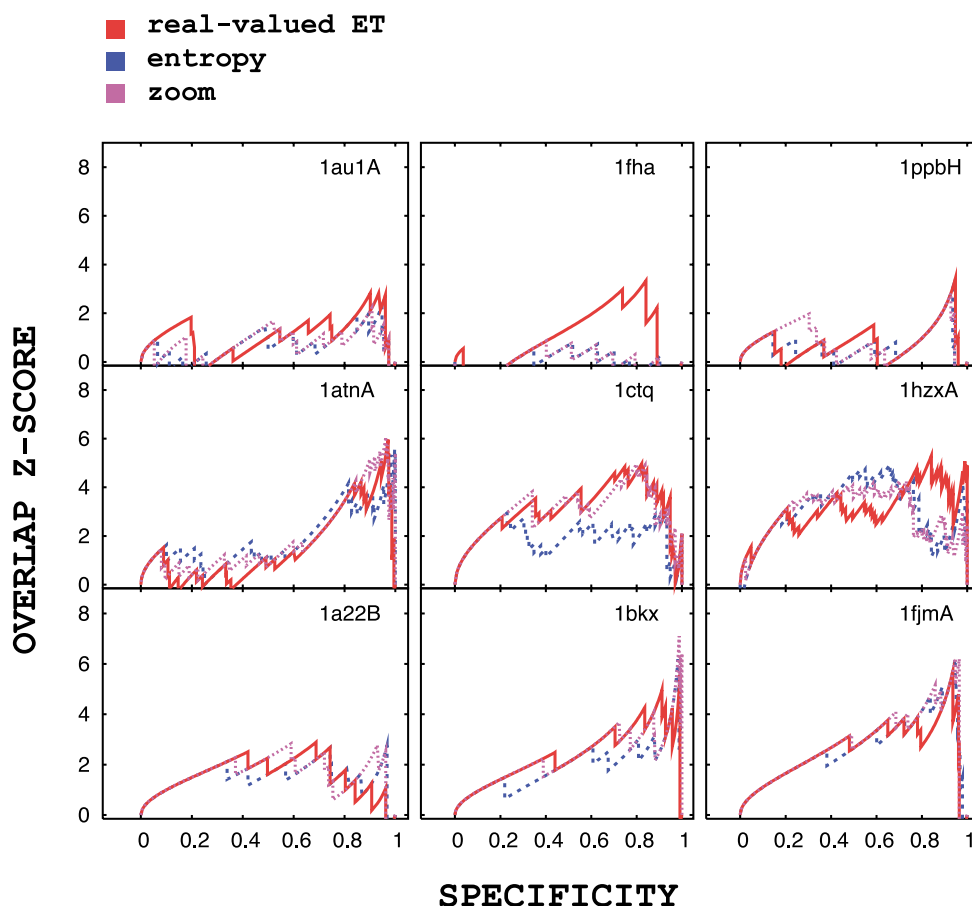 real-valued ET
entropy
zoom
8 1au1A 1fha 1ppbH
6
4
2
0
8 1atnA 1ctq 1hzxA
6
4
2
0
8 1a22B 1bkx 1fjmA
6
4
2
0
0 0.2 0.4 0.6 0.8 1 0 0.2 0.4 0.6 0.8 1 0 0.2 0.4 0.6 0.8 1
OVERLAP Z-SCORE
SPECIFICITY